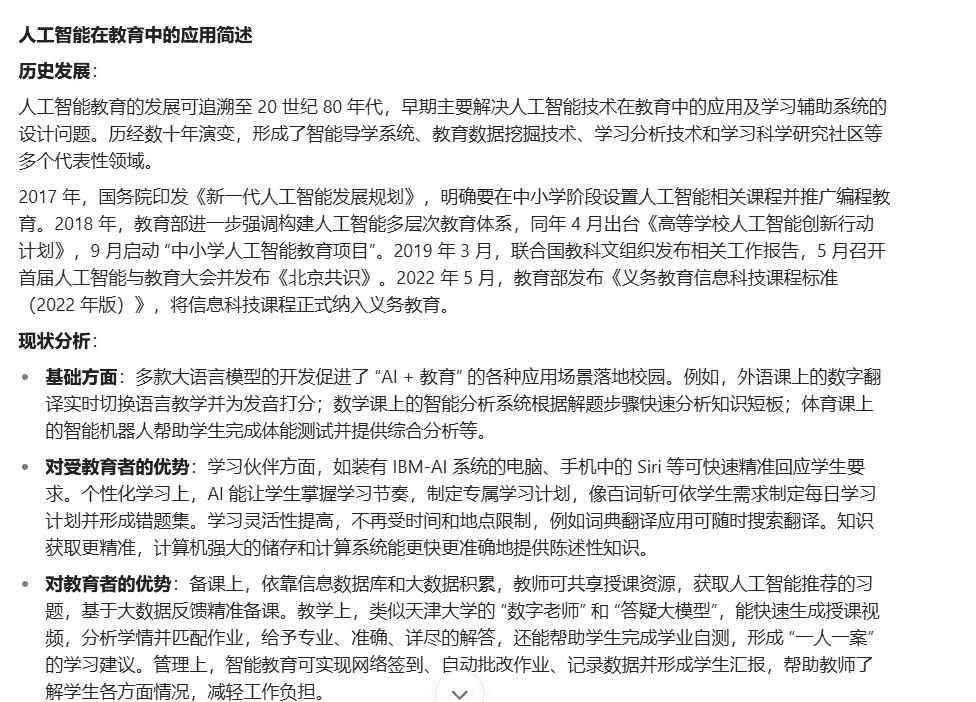 人工智能在教育中的应用简述
历史发展：
人工智能教育的发展可追溯至 20 世纪 80 年代，早期主要解决人工智能技术在教育中的应用及学习辅助系统的
设计问题。历经数十年演变，形成了智能导学系统、教育数据挖掘技术、学习分析技术和学习科学研究社区等
多个代表性领域。
2017 年，国务院印发《新一代人工智能发展规划》，明确要在中小学阶段设置人工智能相关课程并推广编程教
育。2018 年，教育部进一步强调构建人工智能多层次教育体系，同年 4 月出台《高等学校人工智能创新行动
计划》，9 月启动 “中小学人工智能教育项目”。2019 年 3 月，联合国教科文组织发布相关工作报告，5 月召开
首届人工智能与教育大会并发布《北京共识》。2022 年 5 月，教育部发布《义务教育信息科技课程标准
（2022 年版）》，将信息科技课程正式纳入义务教育。
现状分析：
• 基础方面：多款大语言模型的开发促进了 “AI + 教育” 的各种应用场景落地校园。例如，外语课上的数字翻
译实时切换语言教学并为发音打分；数学课上的智能分析系统根据解题步骤快速分析知识短板；体育课上
的智能机器人帮助学生完成体能测试并提供综合分析等。
• 对受教育者的优势：学习伙伴方面，如装有 IBM-AI 系统的电脑、手机中的 Siri 等可快速精准回应学生要
求。个性化学习上，AI 能让学生掌握学习节奏，制定专属学习计划，像百词斩可依学生需求制定每日学习
计划并形成错题集。学习灵活性提高，不再受时间和地点限制，例如词典翻译应用可随时搜索翻译。知识
获取更精准，计算机强大的储存和计算系统能更快更准确地提供陈述性知识。
• 对教育者的优势：备课上，依靠信息数据库和大数据积累，教师可共享授课资源，获取人工智能推荐的习
题，基于大数据反馈精准备课。教学上，类似天津大学的 “数字老师” 和 “答疑大模型”，能快速生成授课视
频，分析学情并匹配作业，给予专业、准确、详尽的解答，还能帮助学生完成学业自测，形成 “一人一案”
的学习建议。管理上，智能教育可实现网络签到、自动批改作业、记录数据并形成学生汇报，帮助教师了
解学生各方面情况，减轻工作负担。